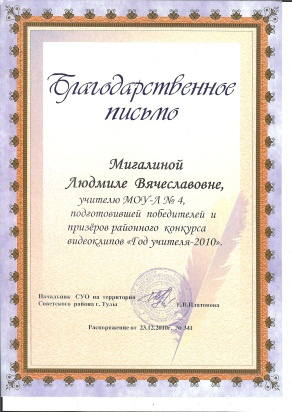 Благодарственное
письмо
Мигалиной
Людмиле Вячеславовне,
учителю МОУ-Л № 4,
подготовившей победителей и
призёров районного конкурса
видеоклипов «Год учителя-2010».
Начальник СУО на территории
Советского района г. Тулы Е.В.Платонова
Распоряжение от 23.12.2010г. № 341